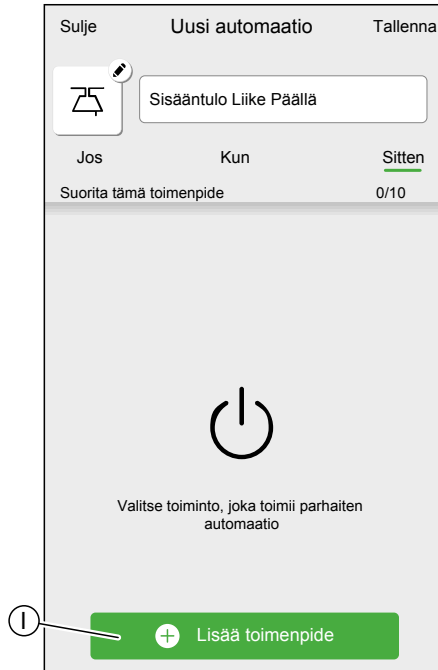 Sulje Uusi automaatio Tallenna
Sisääntulo Liike Päällä
Jos Kun Sitten
Suorita tämä toimenpide 0/10
Valitse toiminto, joka toimii parhaiten
automaatio
I Lisää toimenpide